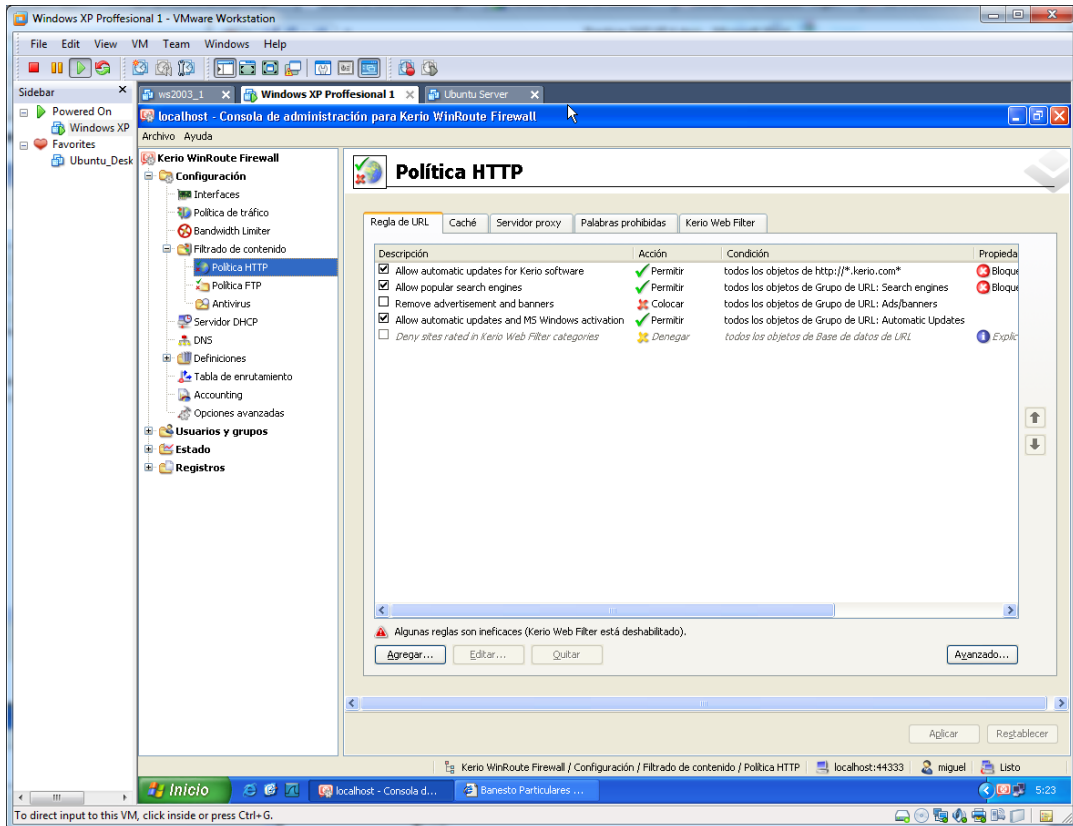 Windows XP Proffesional 1 - VMware Workstation
File Edit View VM Team Windows Help
Sidebar x
Powered On
Windows XP
Favorites
Ubuntu_Desk
ws2003_1 x Windows XP Proffesional 1 x Ubuntu Server x
localhost - Consola de administración para Kerio WinRoute Firewall
Archivo Ayuda
Kerio WinRoute Firewall
Configuración
Interfaces
Política de tráfico
Bandwidth Limiter
Filtrado de contenido
Política HTTP
Política FTP
Antivirus
Servidor DHCP
DNS
Definiciones
Tabla de enrutamiento
Accounting
Opciones avanzadas
Usuarios y grupos
Estado
Registros
Política HTTP
Regla de URL Caché Servidor proxy Palabras prohibidas Kerio Web Filter
Descripción Acción Condición Propieda
Allow automatic updates for Kerio software Permitir todos los objetos de http://*.kerio.com* Bloque
Allow popular search engines Permitir todos los objetos de Grupo de URL: Search engines Bloque
Remove advertisement and banners Colocar todos los objetos de Grupo de URL: Ads/banners
Allow automatic updates and MS Windows activation Permitir todos los objetos de Grupo de URL: Automatic Updates
Deny sites rated in Kerio Web Filter categories Denegar todos los objetos de Base de datos de URL Explic
Algunas reglas son ineficaces (Kerio Web Filter está deshabilitado).
Agregar... Editar... Quitar Avanzado...
Aplicar Restablecer
Kerio WinRoute Firewall / Configuración / Filtrado de contenido / Política HTTP localhost:44333 miguel Listo
Inicio localhost - Consola d... Banesto Particulares ... 5:23
To direct input to this VM, click inside or press Ctrl+G.